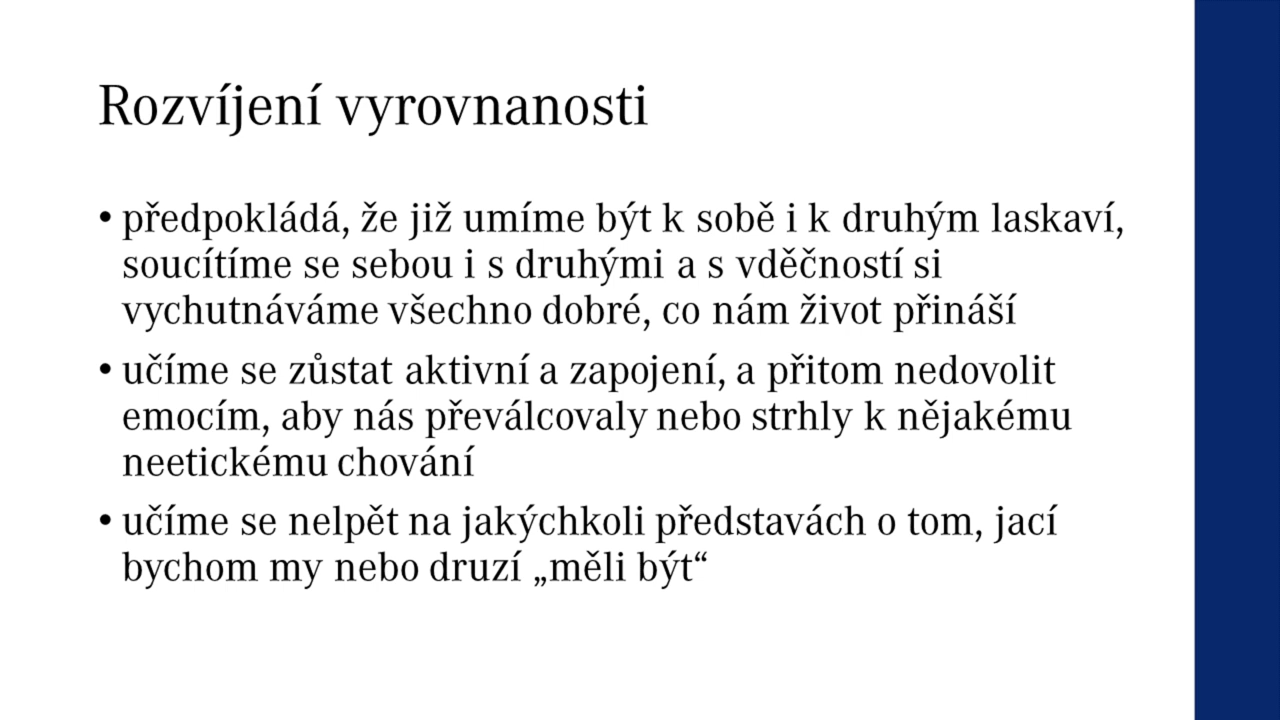 Rozvíjení vyrovnanosti
• předpokládá, že již umíme být k sobě i k druhým laskaví,
soucítíme se sebou i s druhými a s vděčností si
vychutnáváme všechno dobré, co nám život přináší
• učíme se zůstat aktivní a zapojení, a přitom nedovolit
emocím, aby nás převálcovaly nebo strhly k nějakému
neetickému chování
• učíme se nelpět na jakýchkoli představách o tom, jací
bychom my nebo druzí „měli být“